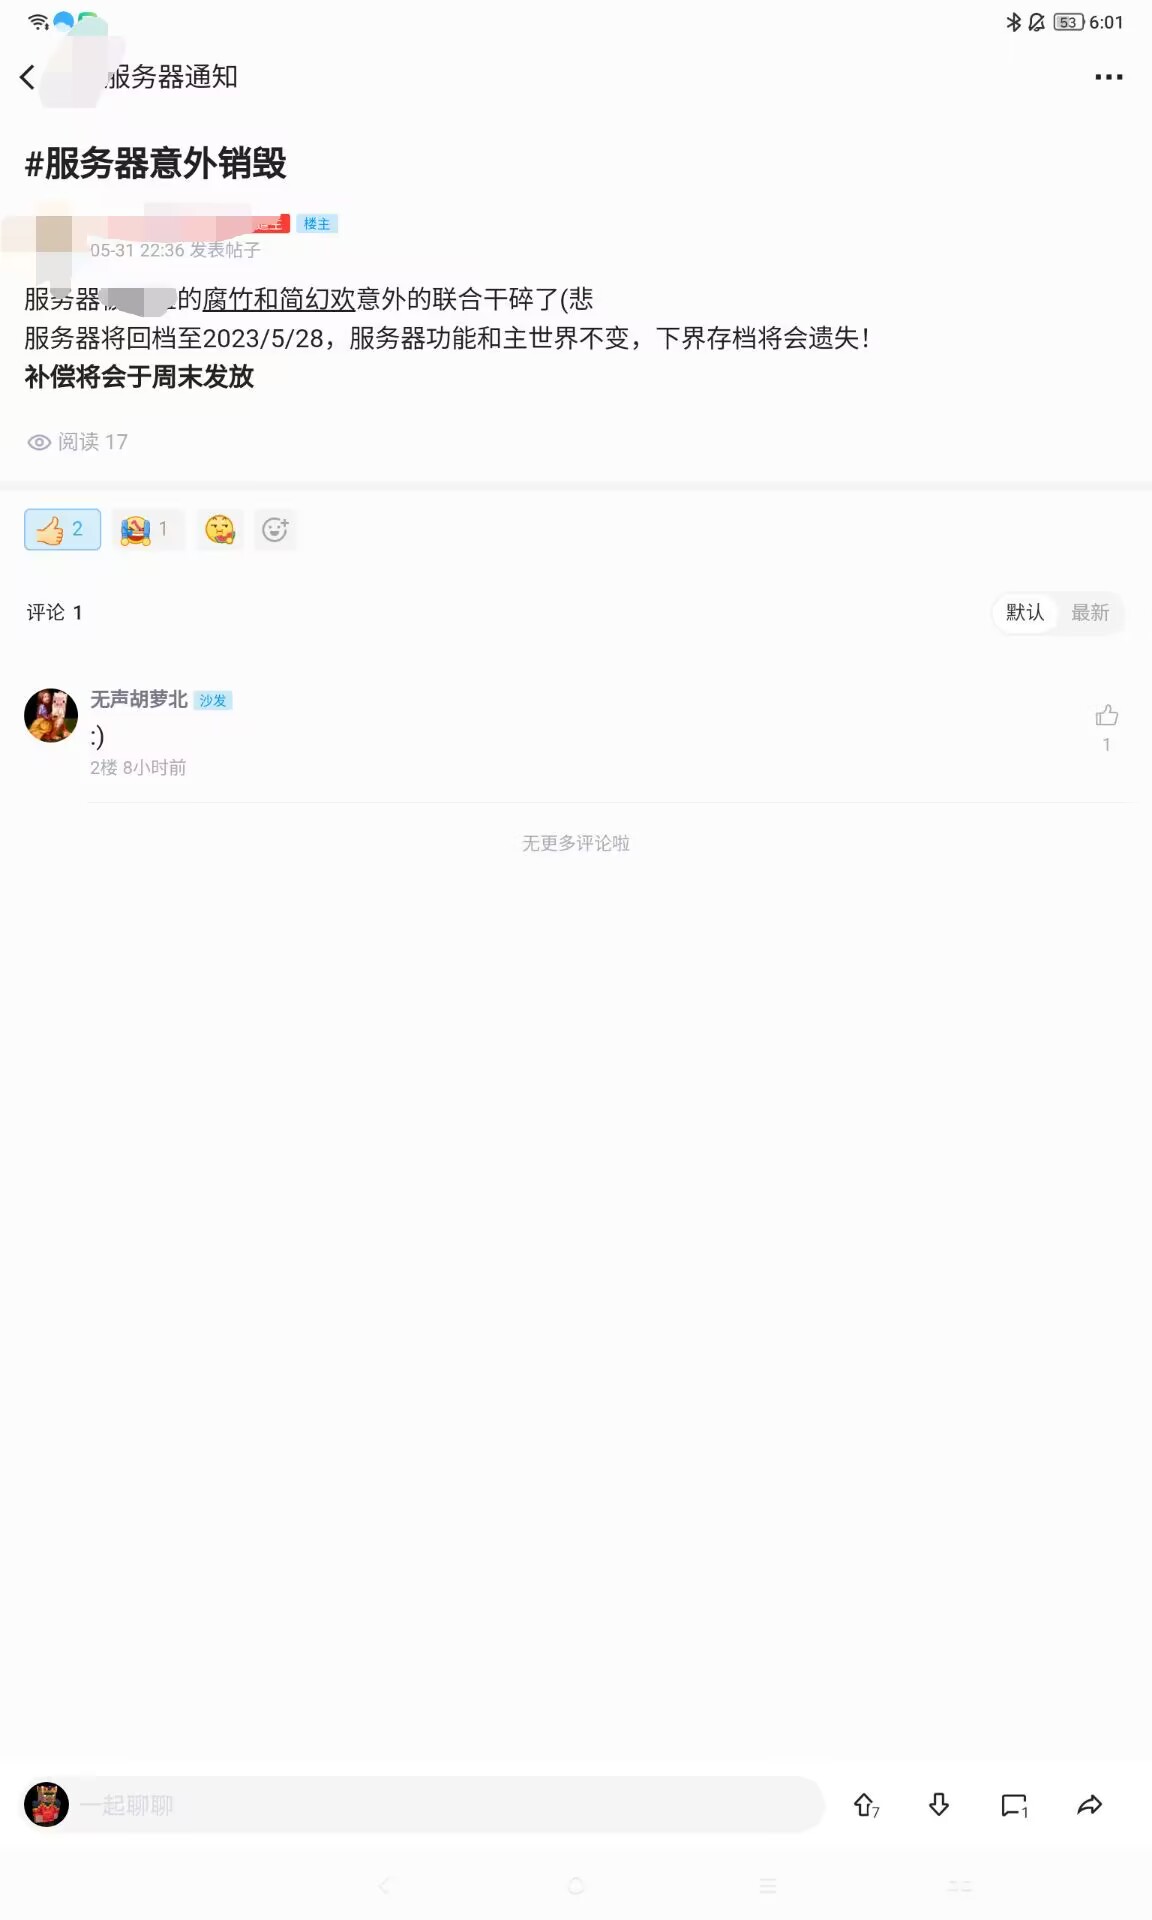 53 6:01
服务器通知
#服务器意外销毁
主 楼主
05-31 22:36 发表帖子
服务器 的腐竹和简幻欢意外的联合干碎了(悲
服务器将回档至2023/5/28，服务器功能和主世界不变，下界存档将会遗失！
补偿将会于周末发放
阅读 17
2 1
评论 1
默认 最新
无声胡萝北 沙发
:)
1
2楼 8小时前
无更多评论啦
一起聊聊
7 1